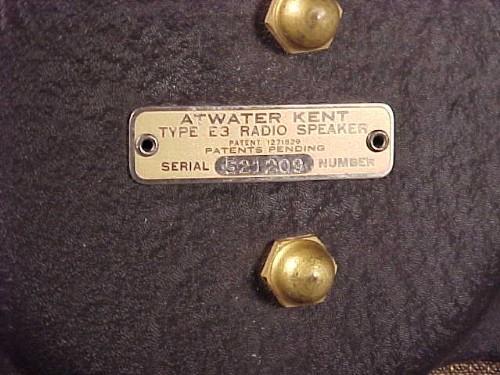 ATWATER KENT
TYPE E3 RADIO SPEAKER
PATENT 1271529
PATENTS PENDING
SERIAL 521209 NUMBER